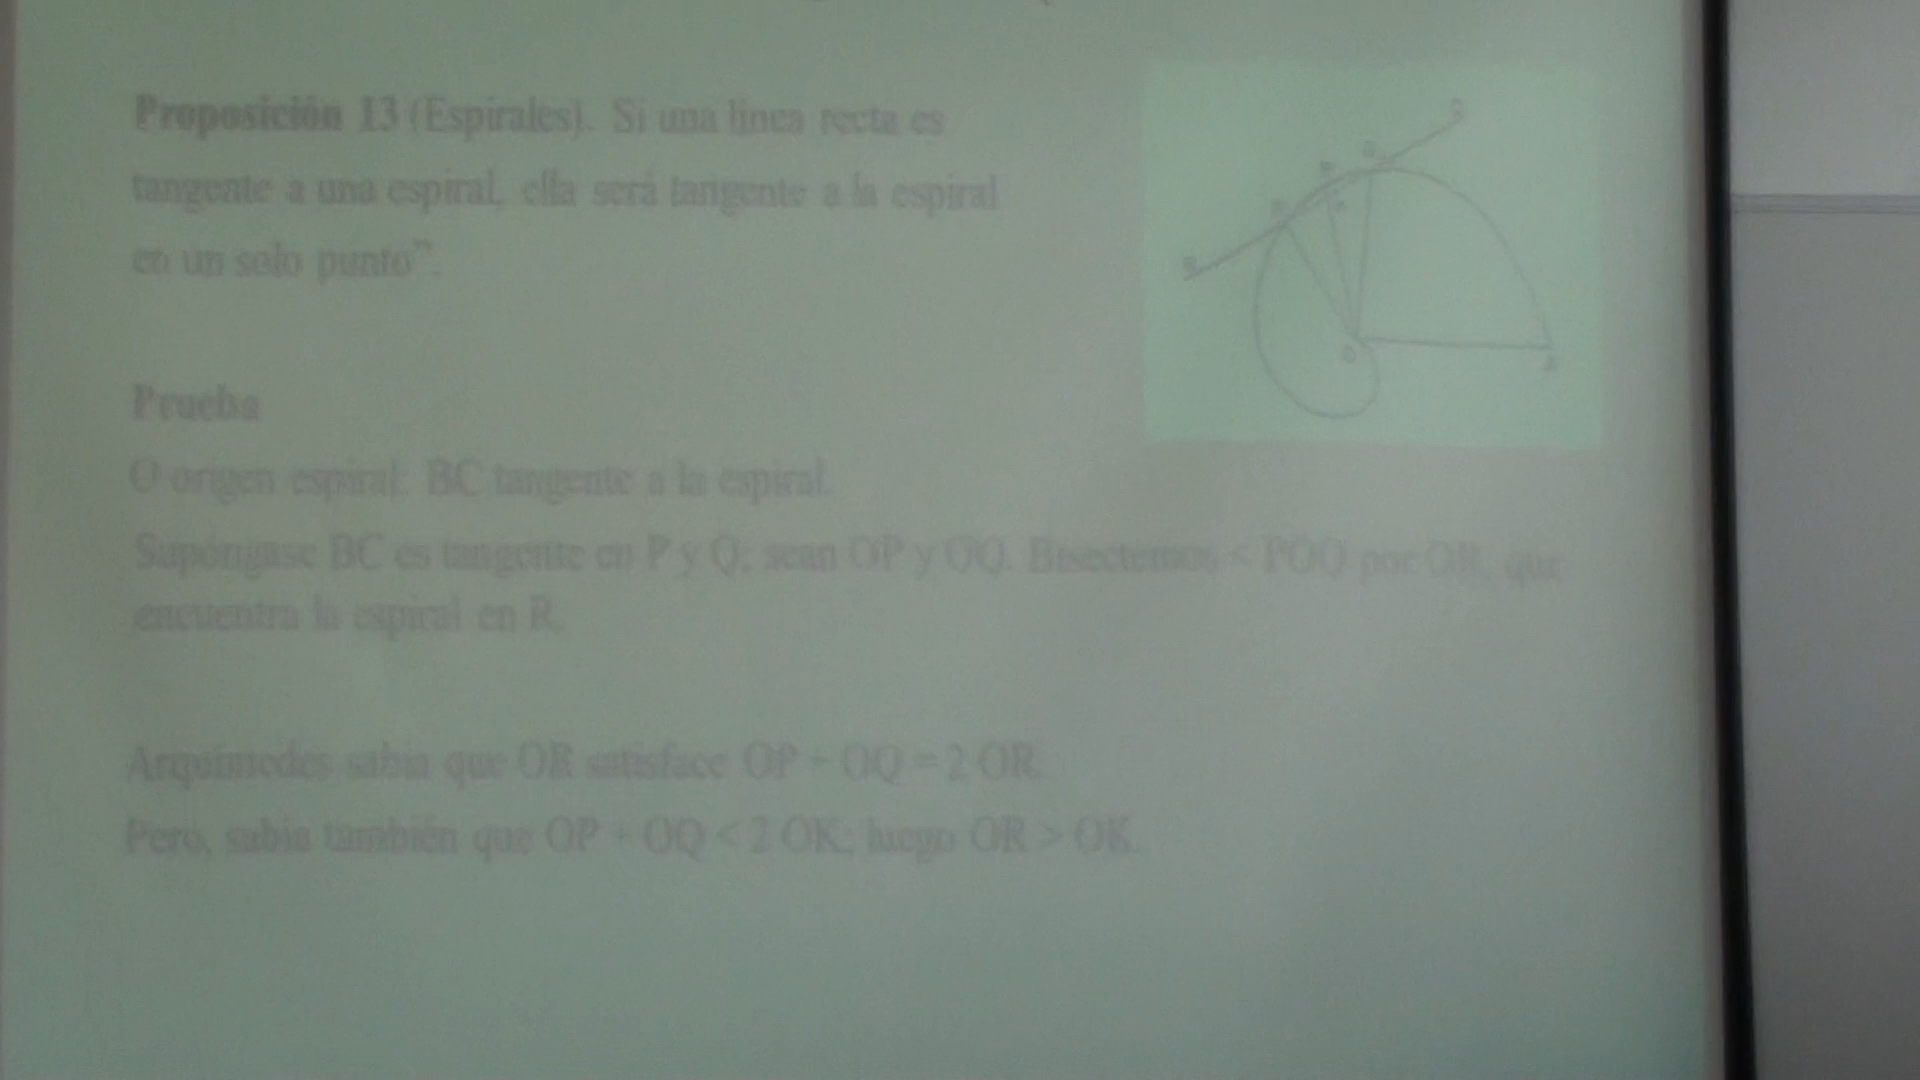 Proposición 13 (Espirales). Si una línea recta es
tangente a una espiral, ella será tangente a la espiral
en un solo punto”.
Prueba
O origen espiral: BC tangente a la espiral.
Supóngase BC es tangente en P y Q; sean OP y OQ. Bisectemos < POQ por OR, que
encuentra la espiral en R.
Arquímedes sabía que OR satisface OP + OQ = 2 OR.
Pero, sabía también que OP + OQ < 2 OK; luego OR > OK.